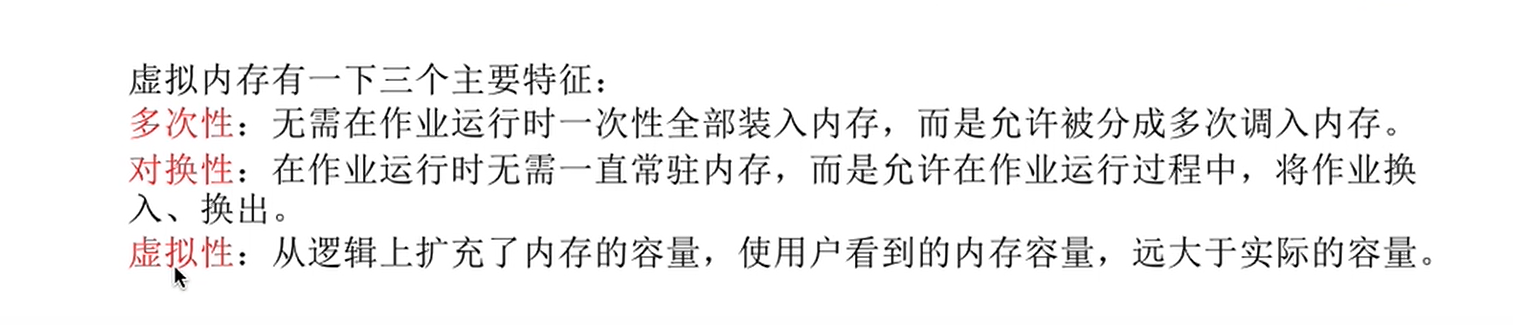 虚拟内存有一下三个主要特征：
多次性：无需在作业运行时一次性全部装入内存，而是允许被分成多次调入内存。
对换性：在作业运行时无需一直常驻内存，而是允许在作业运行过程中，将作业换
入、换出。
虚拟性：从逻辑上扩充了内存的容量，使用户看到的内存容量，远大于实际的容量。